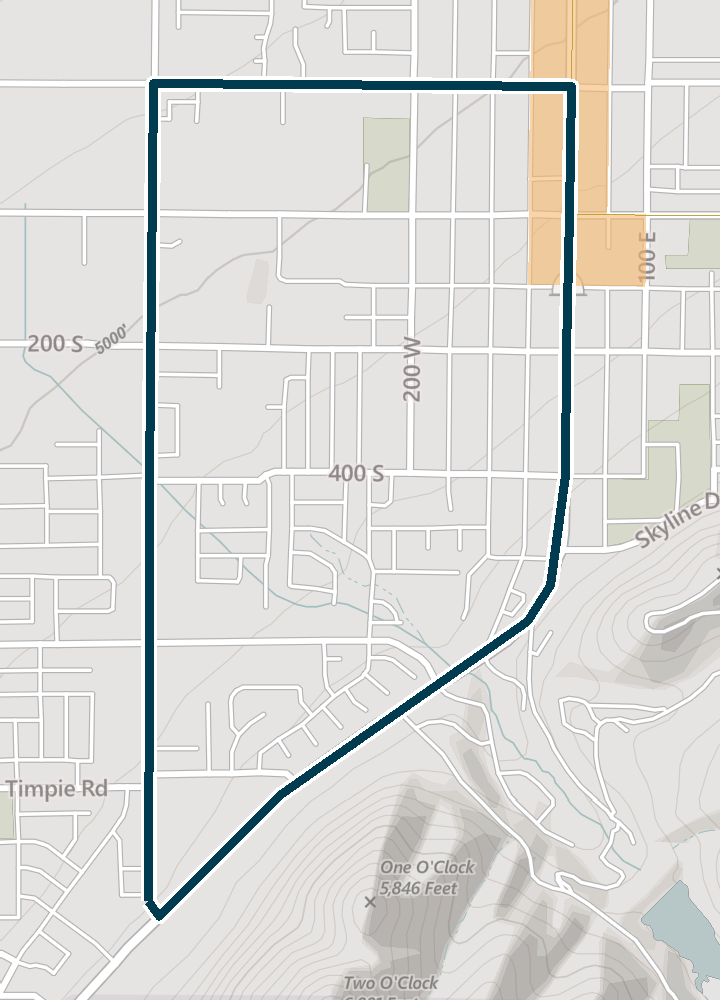 100 E
200 S
5000'
200 W
400 S
Skyline D
Timpie Rd
One O'Clock
5,846 Feet
Two O'Clock